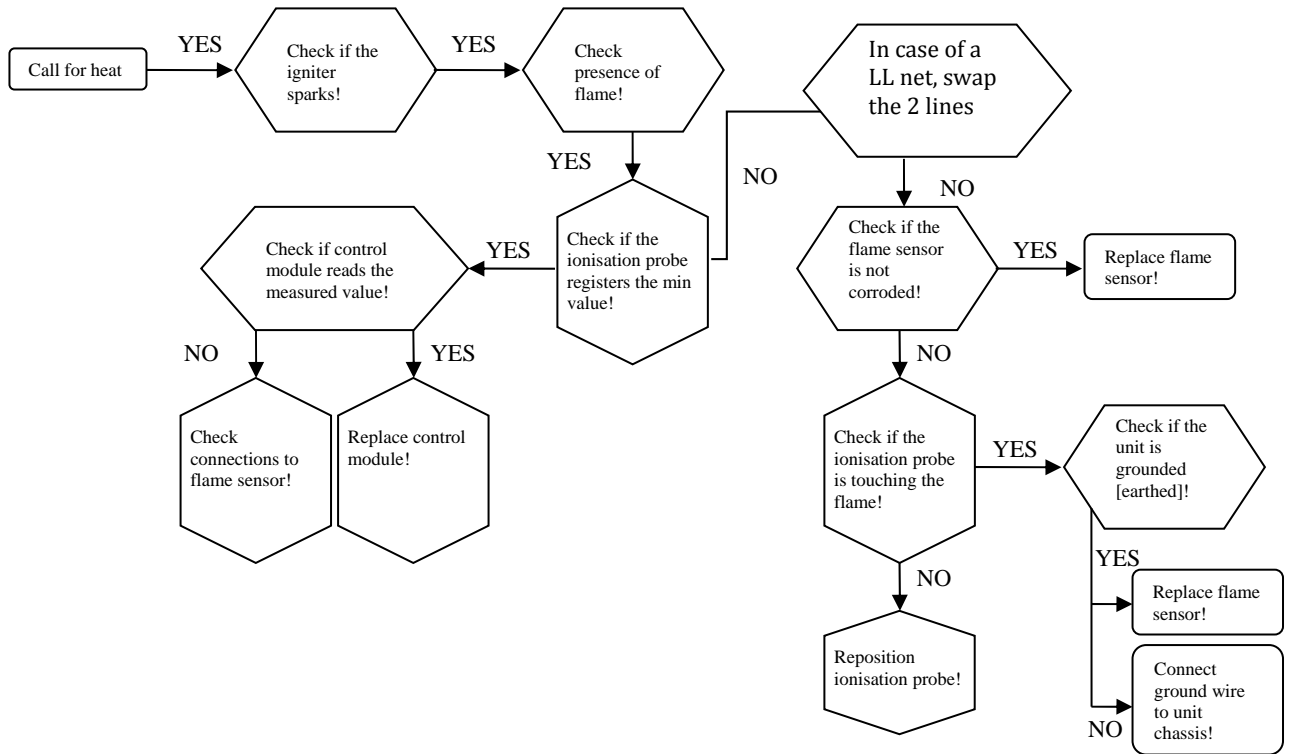 Call for heat
YES
Check if the
igniter
sparks!
YES
Check
presence of
flame!
In case of a
LL net, swap
the 2 lines
YES
NO
NO
Check if control
module reads the
measured value!
YES
Check if the
ionisation probe
registers the min
value!
Check if the
flame sensor
is not
corroded!
YES
Replace flame
sensor!
NO
YES
NO
Check
connections to
flame sensor!
Replace control
module!
Check if the
ionisation probe
is touching the
flame!
YES
Check if the
unit is
grounded
[earthed]!
YES
NO
Replace flame
sensor!
Reposition
ionisation probe!
NO
Connect
ground wire
to unit
chassis!